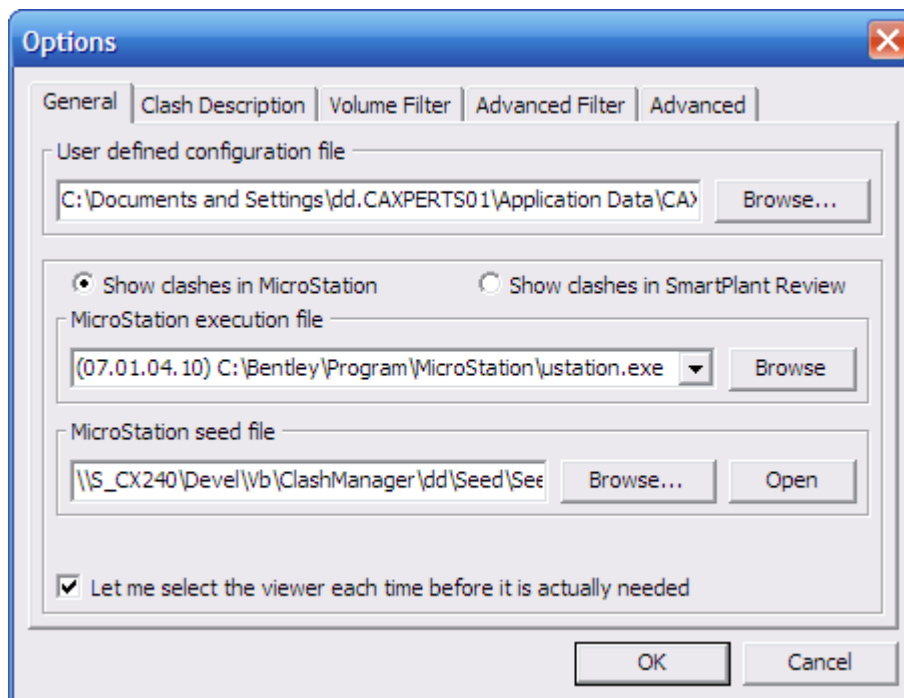 Options
General Clash Description Volume Filter Advanced Filter Advanced
User defined configuration file
C:\Documents and Settings\dd.CAXPERTS01\Application Data\CAX Browse...
Show clashes in MicroStation Show clashes in SmartPlant Review
MicroStation execution file
(07.01.04.10) C:\Bentley\Program\MicroStation\ustation.exe Browse
MicroStation seed file
\\S_CX240\Devel\Vb\ClashManager\dd\Seed\See Browse... Open
Let me select the viewer each time before it is actually needed
OK Cancel